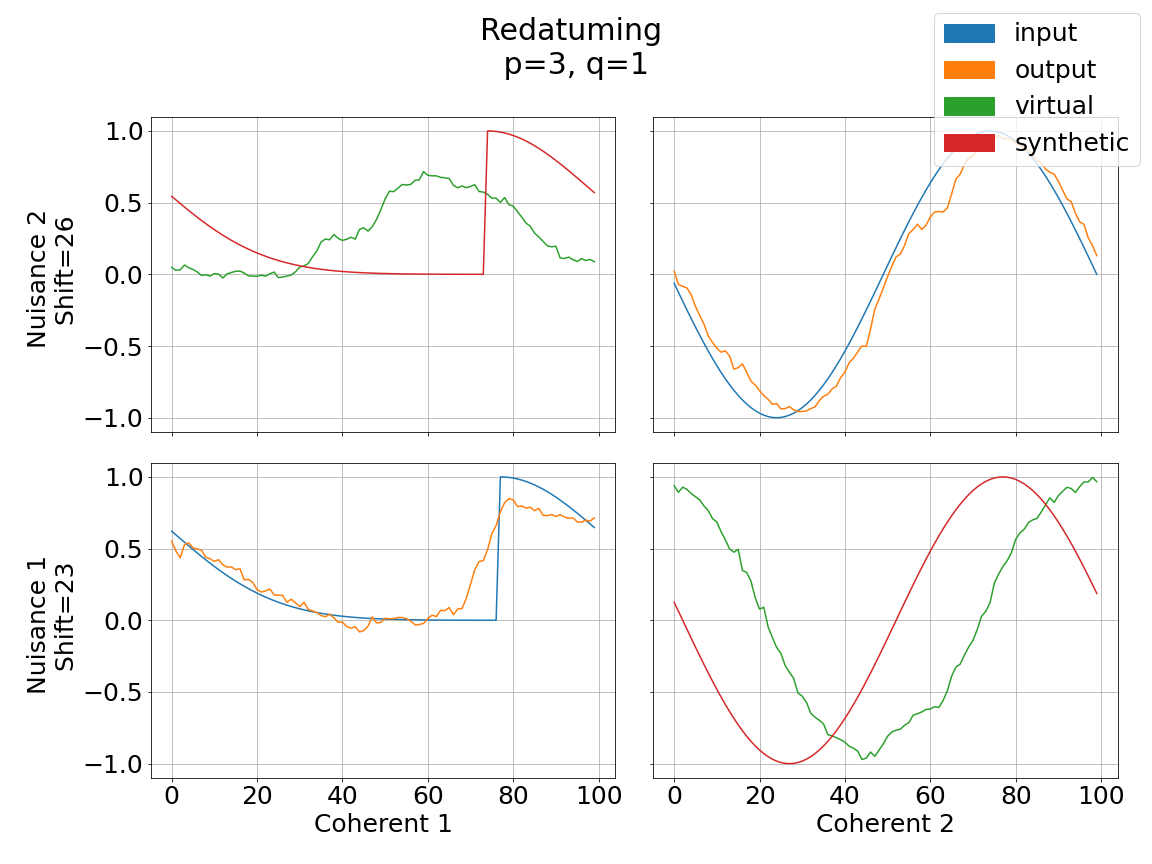 Redatuming
p=3, q=1
input
output
virtual
synthetic
Nuisance 2
Shift=26
1.0
0.5
0.0
−0.5
−1.0
Nuisance 1
Shift=23
1.0
0.5
0.0
−0.5
−1.0
0 20 40 60 80 100
0 20 40 60 80 100
Coherent 1
Coherent 2